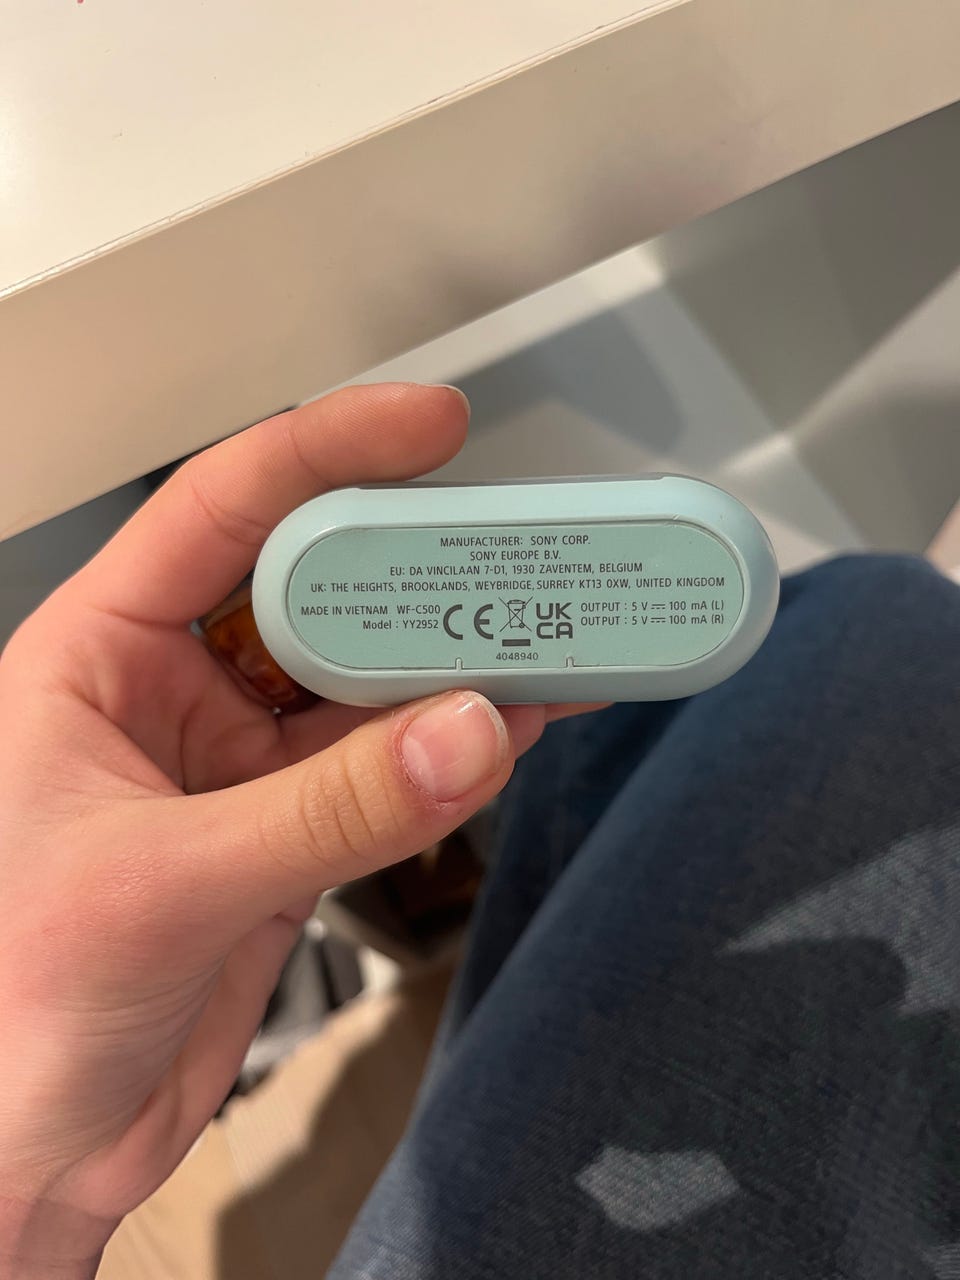 MANUFACTURER: SONY CORP.
SONY EUROPE B.V.
EU: DA VINCILAAN 7-D1, 1930 ZAVENTEM, BELGIUM
UK: THE HEIGHTS, BROOKLANDS, WEYBRIDGE, SURREY KT13 0XW, UNITED KINGDOM
MADE IN VIETNAM WF-C500
Model : YY2952
CE
UK
CA
4048940
OUTPUT : 5 V ⎓ 100 mA (L)
OUTPUT : 5 V ⎓ 100 mA (R)